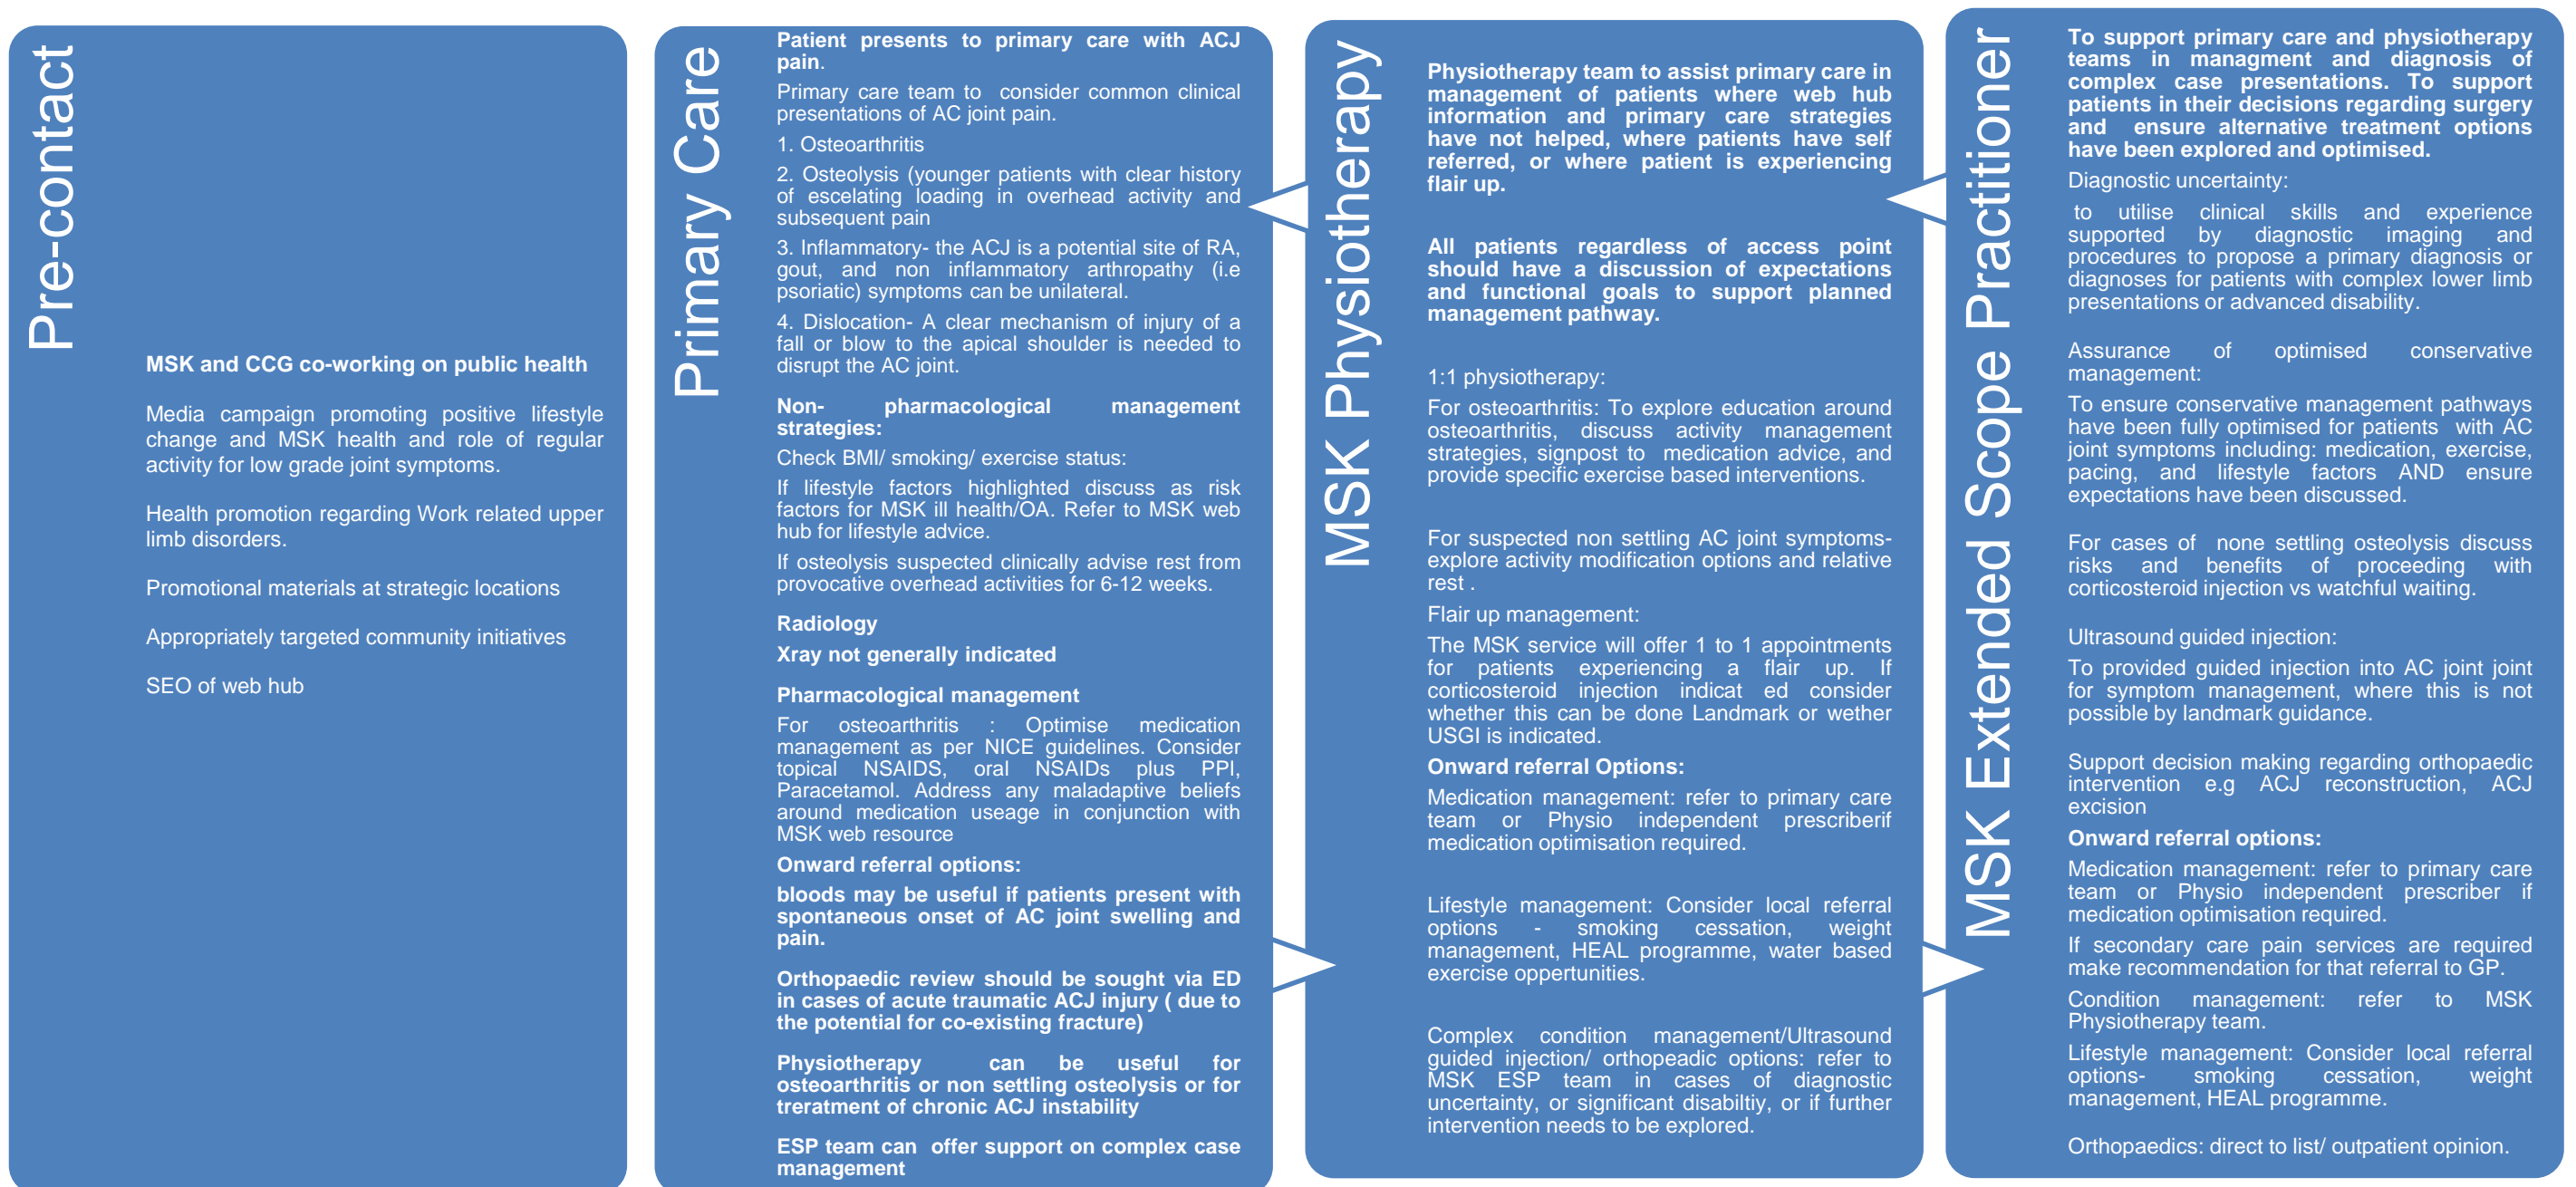 Pre-contact
MSK and CCG co-working on public health
Media campaign promoting positive lifestyle
change and MSK health and role of regular
activity for low grade joint symptoms.
Health promotion regarding Work related upper
limb disorders.
Promotional materials at strategic locations
Appropriately targeted community initiatives
SEO of web hub
Primary Care
Patient presents to primary care with ACJ
pain.
Primary care team to consider common clinical
presentations of AC joint pain.
1. Osteoarthritis
2. Osteolysis (younger patients with clear history
of escelating loading in overhead activity and
subsequent pain
3. Inflammatory- the ACJ is a potential site of RA,
gout, and non inflammatory arthropathy (i.e
psoriatic) symptoms can be unilateral.
4. Dislocation- A clear mechanism of injury of a
fall or blow to the apical shoulder is needed to
disrupt the AC joint.
Non- pharmacological management
strategies:
Check BMI/ smoking/ exercise status:
If lifestyle factors highlighted discuss as risk
factors for MSK ill health/OA. Refer to MSK web
hub for lifestyle advice.
If osteolysis suspected clinically advise rest from
provocative overhead activities for 6-12 weeks.
Radiology
Xray not generally indicated
Pharmacological management
For osteoarthritis : Optimise medication
management as per NICE guidelines. Consider
topical NSAIDS, oral NSAIDs plus PPI,
Paracetamol. Address any maladaptive beliefs
around medication useage in conjunction with
MSK web resource
Onward referral options:
bloods may be useful if patients present with
spontaneous onset of AC joint swelling and
pain.
Orthopaedic review should be sought via ED
in cases of acute traumatic ACJ injury ( due to
the potential for co-existing fracture)
Physiotherapy can be useful for
osteoarthritis or non settling osteolysis or for
treratment of chronic ACJ instability
ESP team can offer support on complex case
management
MSK Physiotherapy
Physiotherapy team to assist primary care in
management of patients where web hub
information and primary care strategies
have not helped, where patients have self
referred, or where patient is experiencing
flair up.
All patients regardless of access point
should have a discussion of expectations
and functional goals to support planned
management pathway.
1:1 physiotherapy:
For osteoarthritis: To explore education around
osteoarthritis, discuss activity management
strategies, signpost to medication advice, and
provide specific exercise based interventions.
For suspected non settling AC joint symptoms-
explore activity modification options and relative
rest .
Flair up management:
The MSK service will offer 1 to 1 appointments
for patients experiencing a flair up. If
corticosteroid injection indicat ed consider
whether this can be done Landmark or wether
USGI is indicated.
Onward referral Options:
Medication management: refer to primary care
team or Physio independent prescriberif
medication optimisation required.
Lifestyle management: Consider local referral
options - smoking cessation, weight
management, HEAL programme, water based
exercise oppertunities.
Complex condition management/Ultrasound
guided injection/ orthopeadic options: refer to
MSK ESP team in cases of diagnostic
uncertainty, or significant disabiltiy, or if further
intervention needs to be explored.
MSK Extended Scope Practitioner
To support primary care and physiotherapy
teams in managment and diagnosis of
complex case presentations. To support
patients in their decisions regarding surgery
and ensure alternative treatment options
have been explored and optimised.
Diagnostic uncertainty:
to utilise clinical skills and experience
supported by diagnostic imaging and
procedures to propose a primary diagnosis or
diagnoses for patients with complex lower limb
presentations or advanced disability.
Assurance of optimised conservative
management:
To ensure conservative management pathways
have been fully optimised for patients with AC
joint symptoms including: medication, exercise,
pacing, and lifestyle factors AND ensure
expectations have been discussed.
For cases of none settling osteolysis discuss
risks and benefits of proceeding with
corticosteroid injection vs watchful waiting.
Ultrasound guided injection:
To provided guided injection into AC joint joint
for symptom management, where this is not
possible by landmark guidance.
Support decision making regarding orthopaedic
intervention e.g ACJ reconstruction, ACJ
excision
Onward referral options:
Medication management: refer to primary care
team or Physio independent prescriber if
medication optimisation required.
If secondary care pain services are required
make recommendation for that referral to GP.
Condition management: refer to MSK
Physiotherapy team.
Lifestyle management: Consider local referral
options- smoking cessation, weight
management, HEAL programme.
Orthopaedics: direct to list/ outpatient opinion.